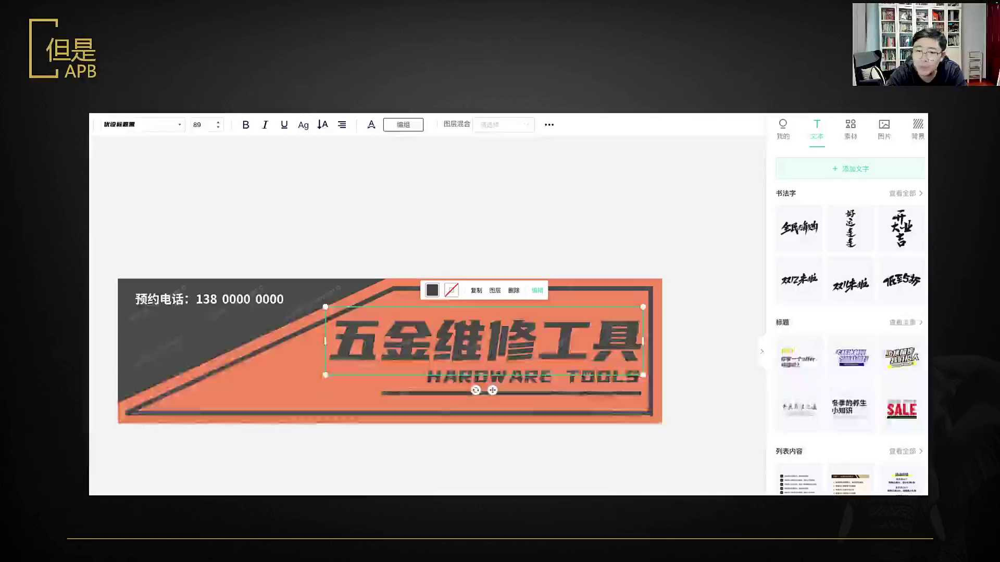 但是
APB
优设标题黑
89
B I U Ag A A 编组 图层混合 请选择
我的 文本 素材 图片 背景
+ 添加文字
书法字 查看全部
全民嗨购
好运连连
开业大吉
双12来啦
双11来啦
低至5折
复制 图层 删除 编辑
预约电话：138 0000 0000
五金维修工具
HARDWARE TOOLS
标题 查看全部
冬季的养生
小知识
SALE
列表内容 查看全部